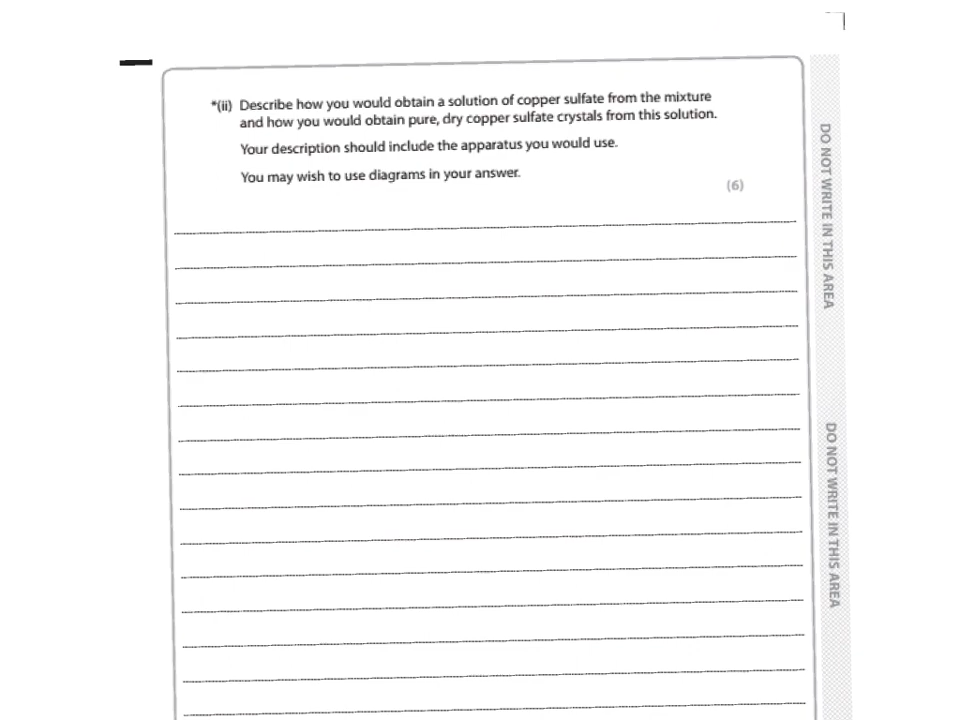 *(ii) Describe how you would obtain a solution of copper sulfate from the mixture
and how you would obtain pure, dry copper sulfate crystals from this solution.
Your description should include the apparatus you would use.
You may wish to use diagrams in your answer.
(6)
DO NOT WRITE IN THIS AREA
DO NOT WRITE IN THIS AREA